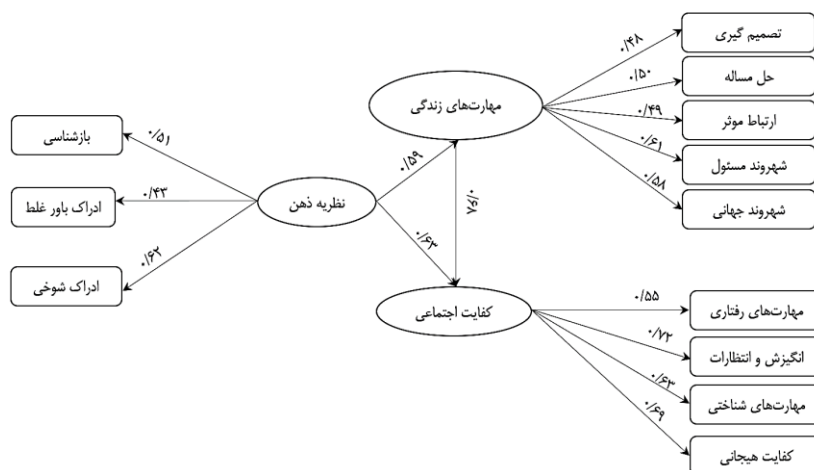 تصمیم گیری
۰/۴۸
حل مساله
۰/۵۰
مهارت‌های زندگی
ارتباط موثر
۰/۴۹
شهروند مسئول
۰/۶۱
شهروند جهانی
۰/۵۸
بازشناسی
۰/۵۱
۰/۵۹
ادراک باور غلط
۰/۴۳
نظریه ذهن
۰/۶۸
ادراک شوخی
۰/۶۲
۰/۶۳
کفایت اجتماعی
مهارت‌های رفتاری
۰/۵۵
انگیزش و انتظارات
۰/۷۲
مهارت‌های شناختی
۰/۶۳
کفایت هیجانی
۰/۶۹